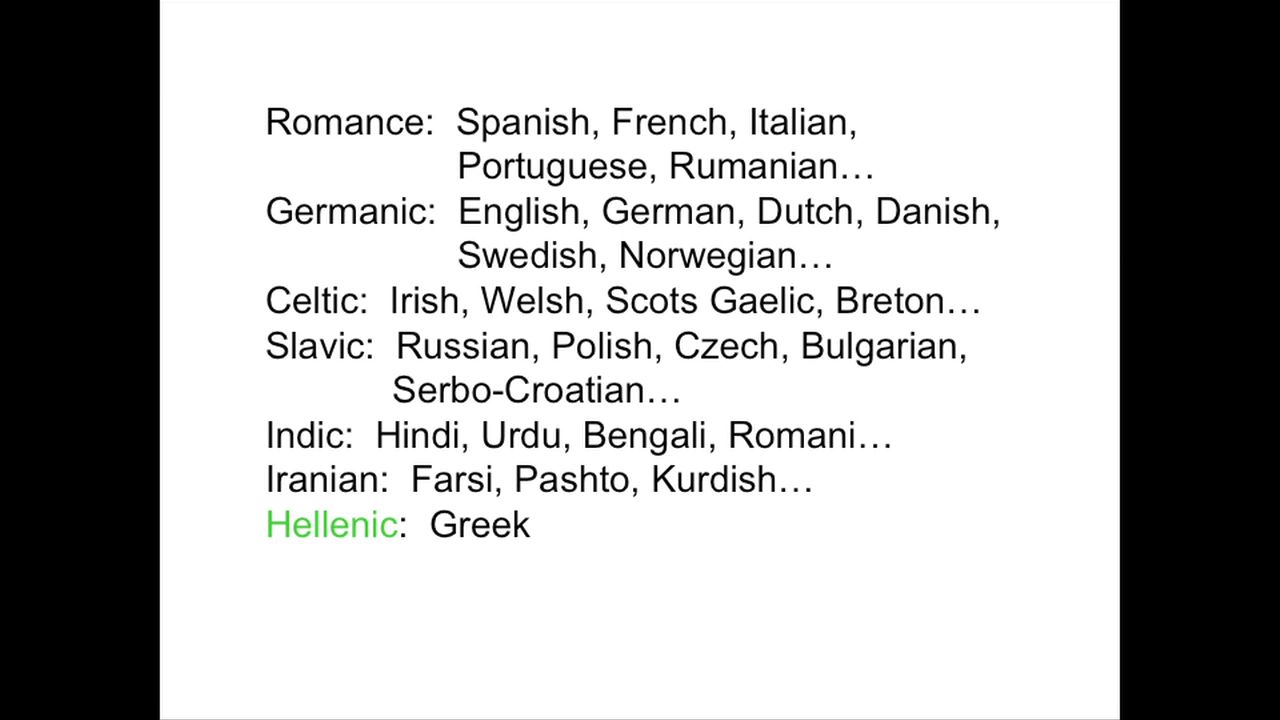 Romance:  Spanish, French, Italian,
Portuguese, Rumanian…
Germanic:  English, German, Dutch, Danish,
Swedish, Norwegian…
Celtic:  Irish, Welsh, Scots Gaelic, Breton…
Slavic:  Russian, Polish, Czech, Bulgarian,
Serbo-Croatian…
Indic:  Hindi, Urdu, Bengali, Romani…
Iranian:  Farsi, Pashto, Kurdish…
Hellenic:  Greek